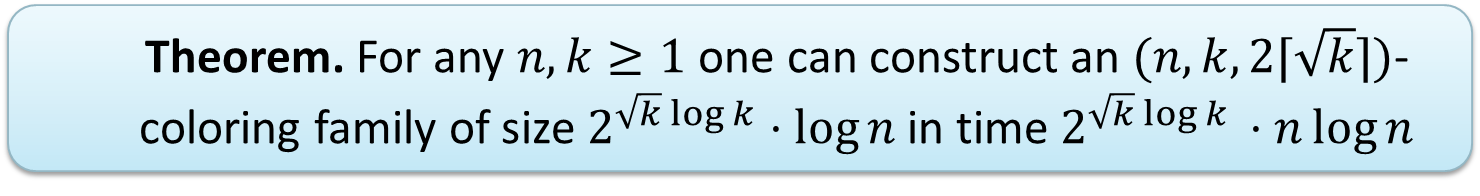 Theorem. For any n, k ≥ 1 one can construct an (n, k, 2⌈√k⌉)-
coloring family of size 2^{√k log k} · log n in time 2^{√k log k} · n log n